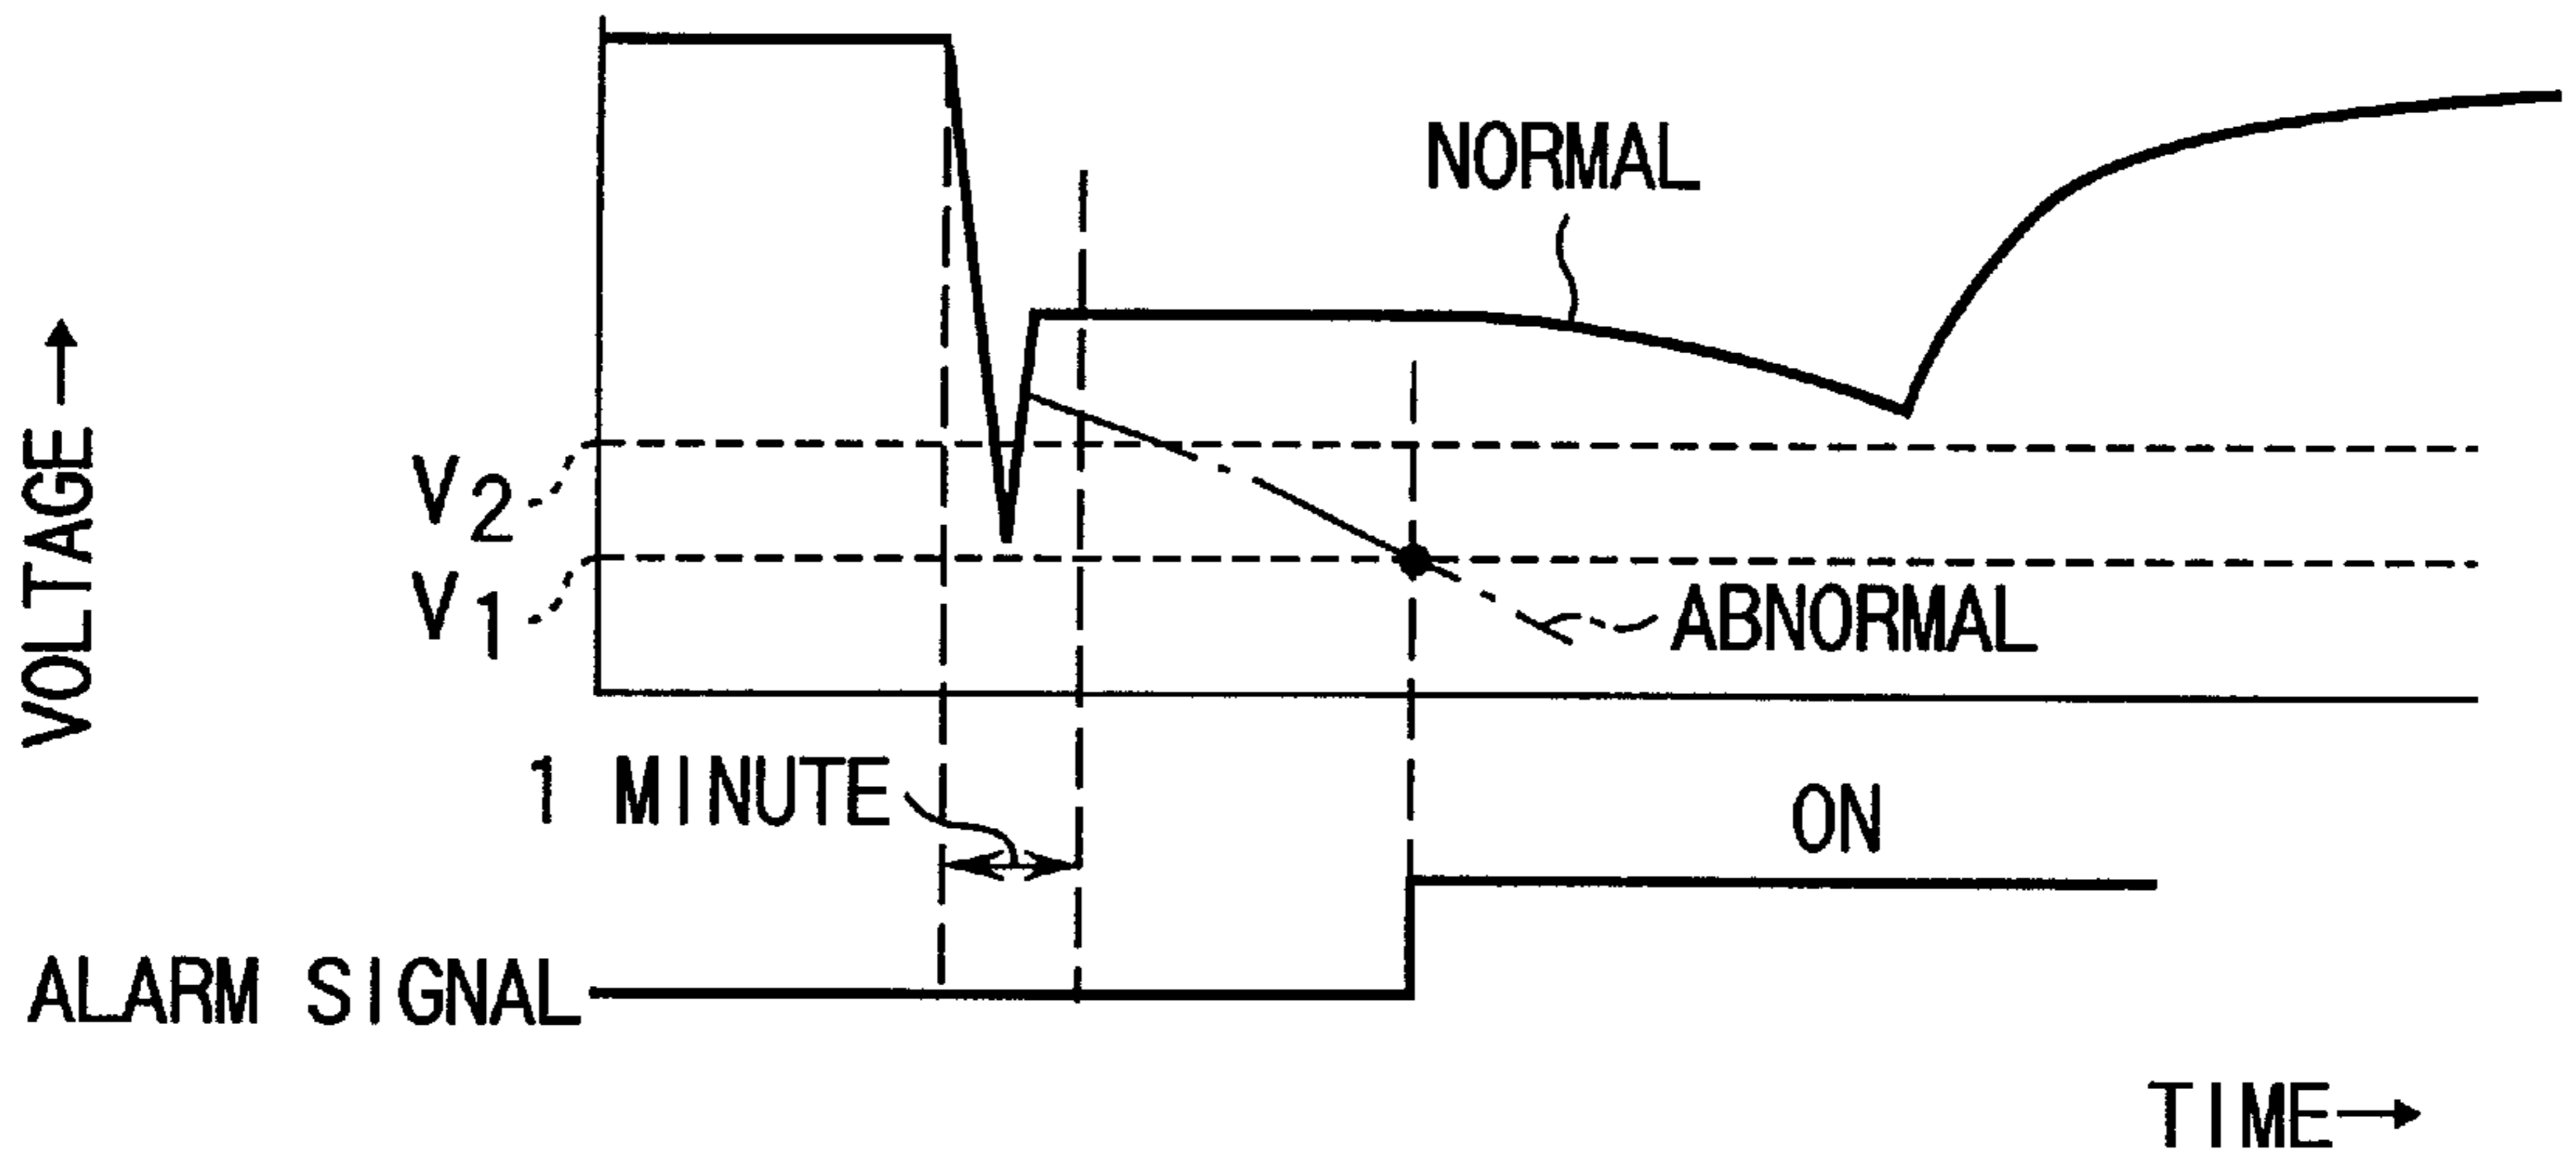 NORMAL
VOLTAGE →
V2
V1
ABNORMAL
1 MINUTE
ON
ALARM SIGNAL
TIME →